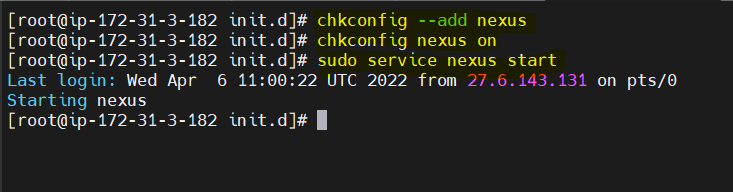 [root@ip-172-31-3-182 init.d]# chkconfig --add nexus
[root@ip-172-31-3-182 init.d]# chkconfig nexus on
[root@ip-172-31-3-182 init.d]# sudo service nexus start
Last login: Wed Apr  6 11:00:22 UTC 2022 from 27.6.143.131 on pts/0
Starting nexus
[root@ip-172-31-3-182 init.d]#